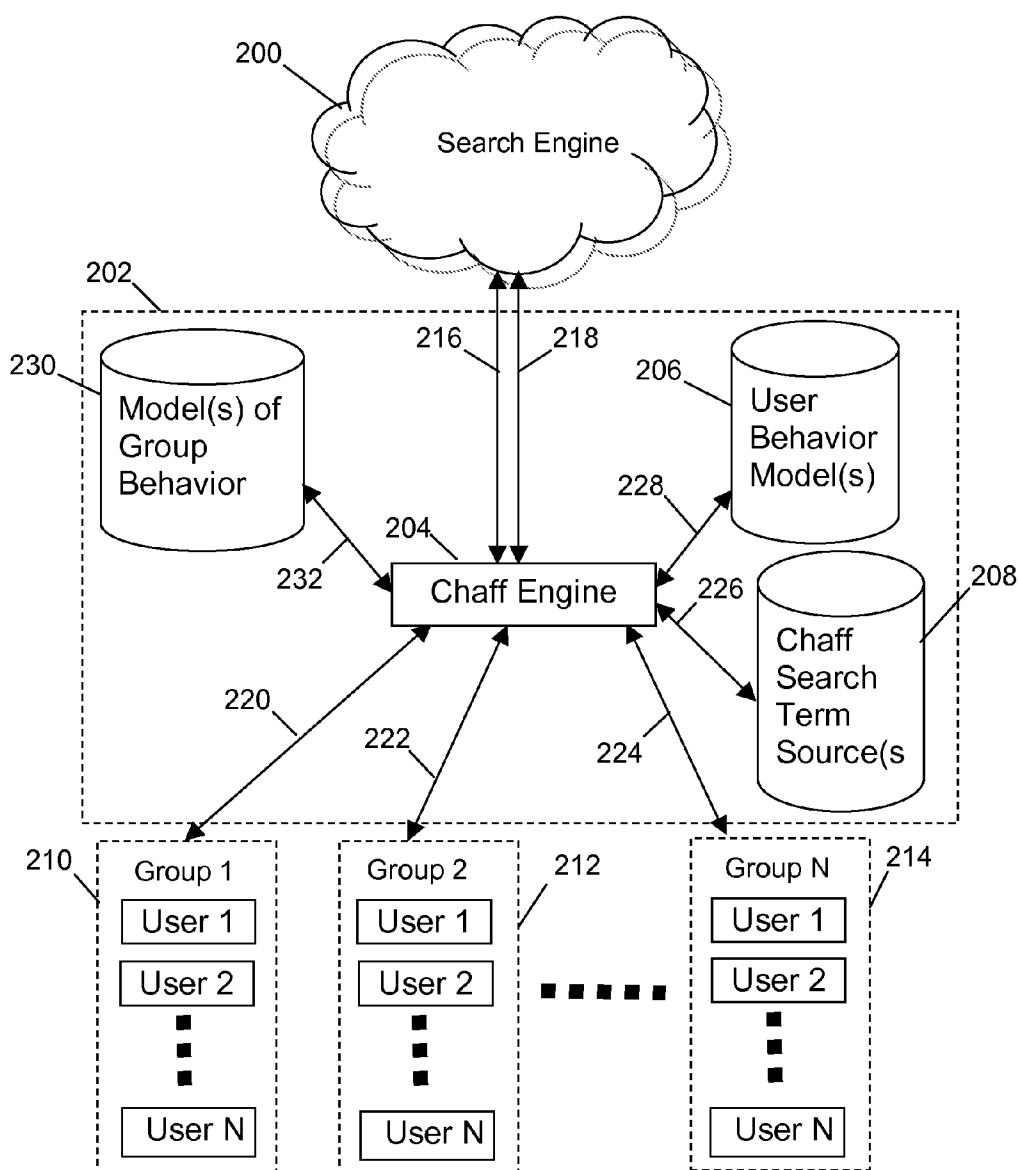 200
Search Engine
202
216
218
230
Model(s) of
Group
Behavior
206
User
Behavior
Model(s)
228
204
232
Chaff Engine
226
208
Chaff
Search
Term
Source(s
220
222
224
210
Group 1
User 1
User 2
User N
Group 2
212
User 1
User 2
User N
Group N
214
User 1
User 2
User N